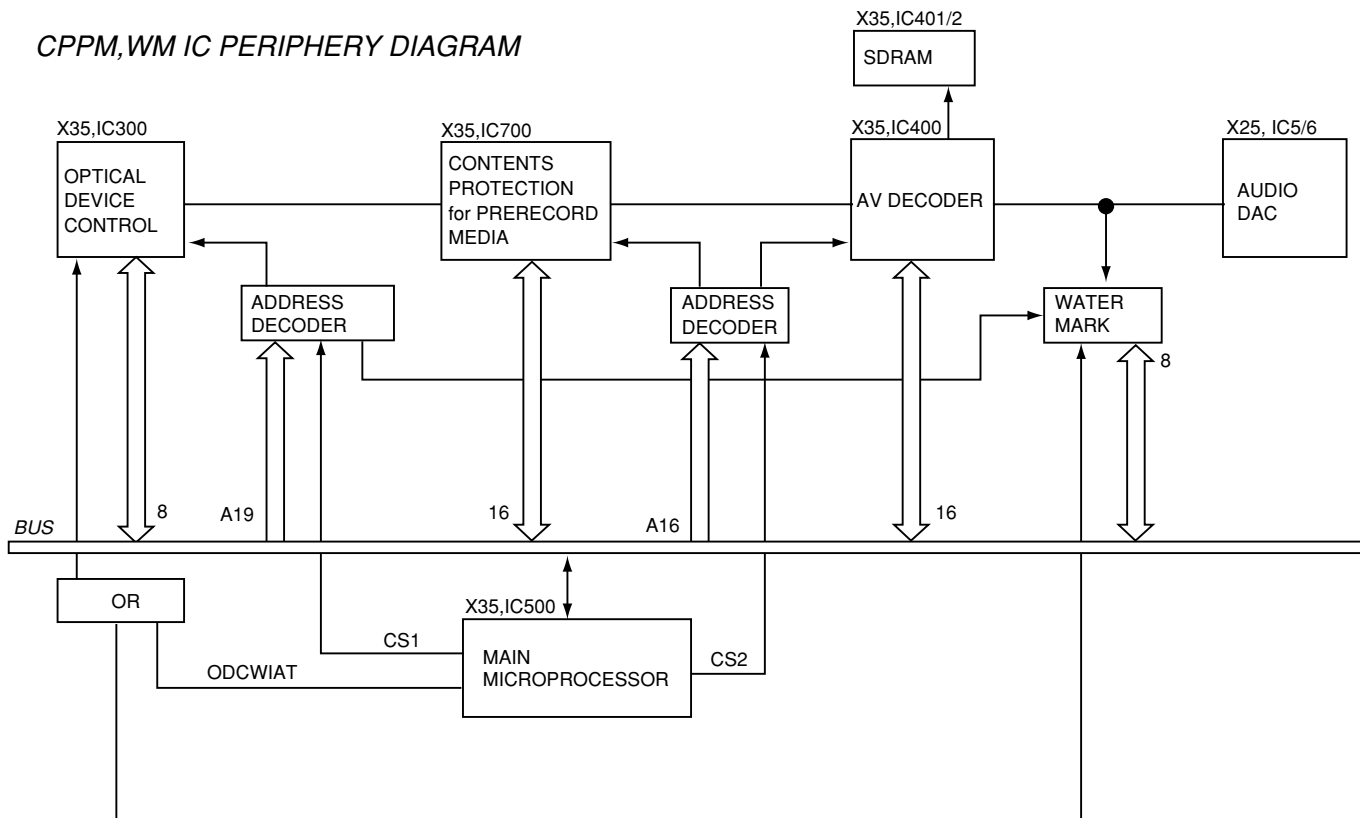 X35,IC401/2
CPPM,WM IC PERIPHERY DIAGRAM
SDRAM
X35,IC300
X35,IC700
X35,IC400
X25, IC5/6
OPTICAL
DEVICE
CONTROL
CONTENTS
PROTECTION
for PRERECORD
MEDIA
AV DECODER
AUDIO
DAC
ADDRESS
DECODER
ADDRESS
DECODER
WATER
MARK
8
BUS
8
A19
16
A16
16
OR
X35,IC500
CS1
MAIN
MICROPROCESSOR
CS2
ODCWIAT